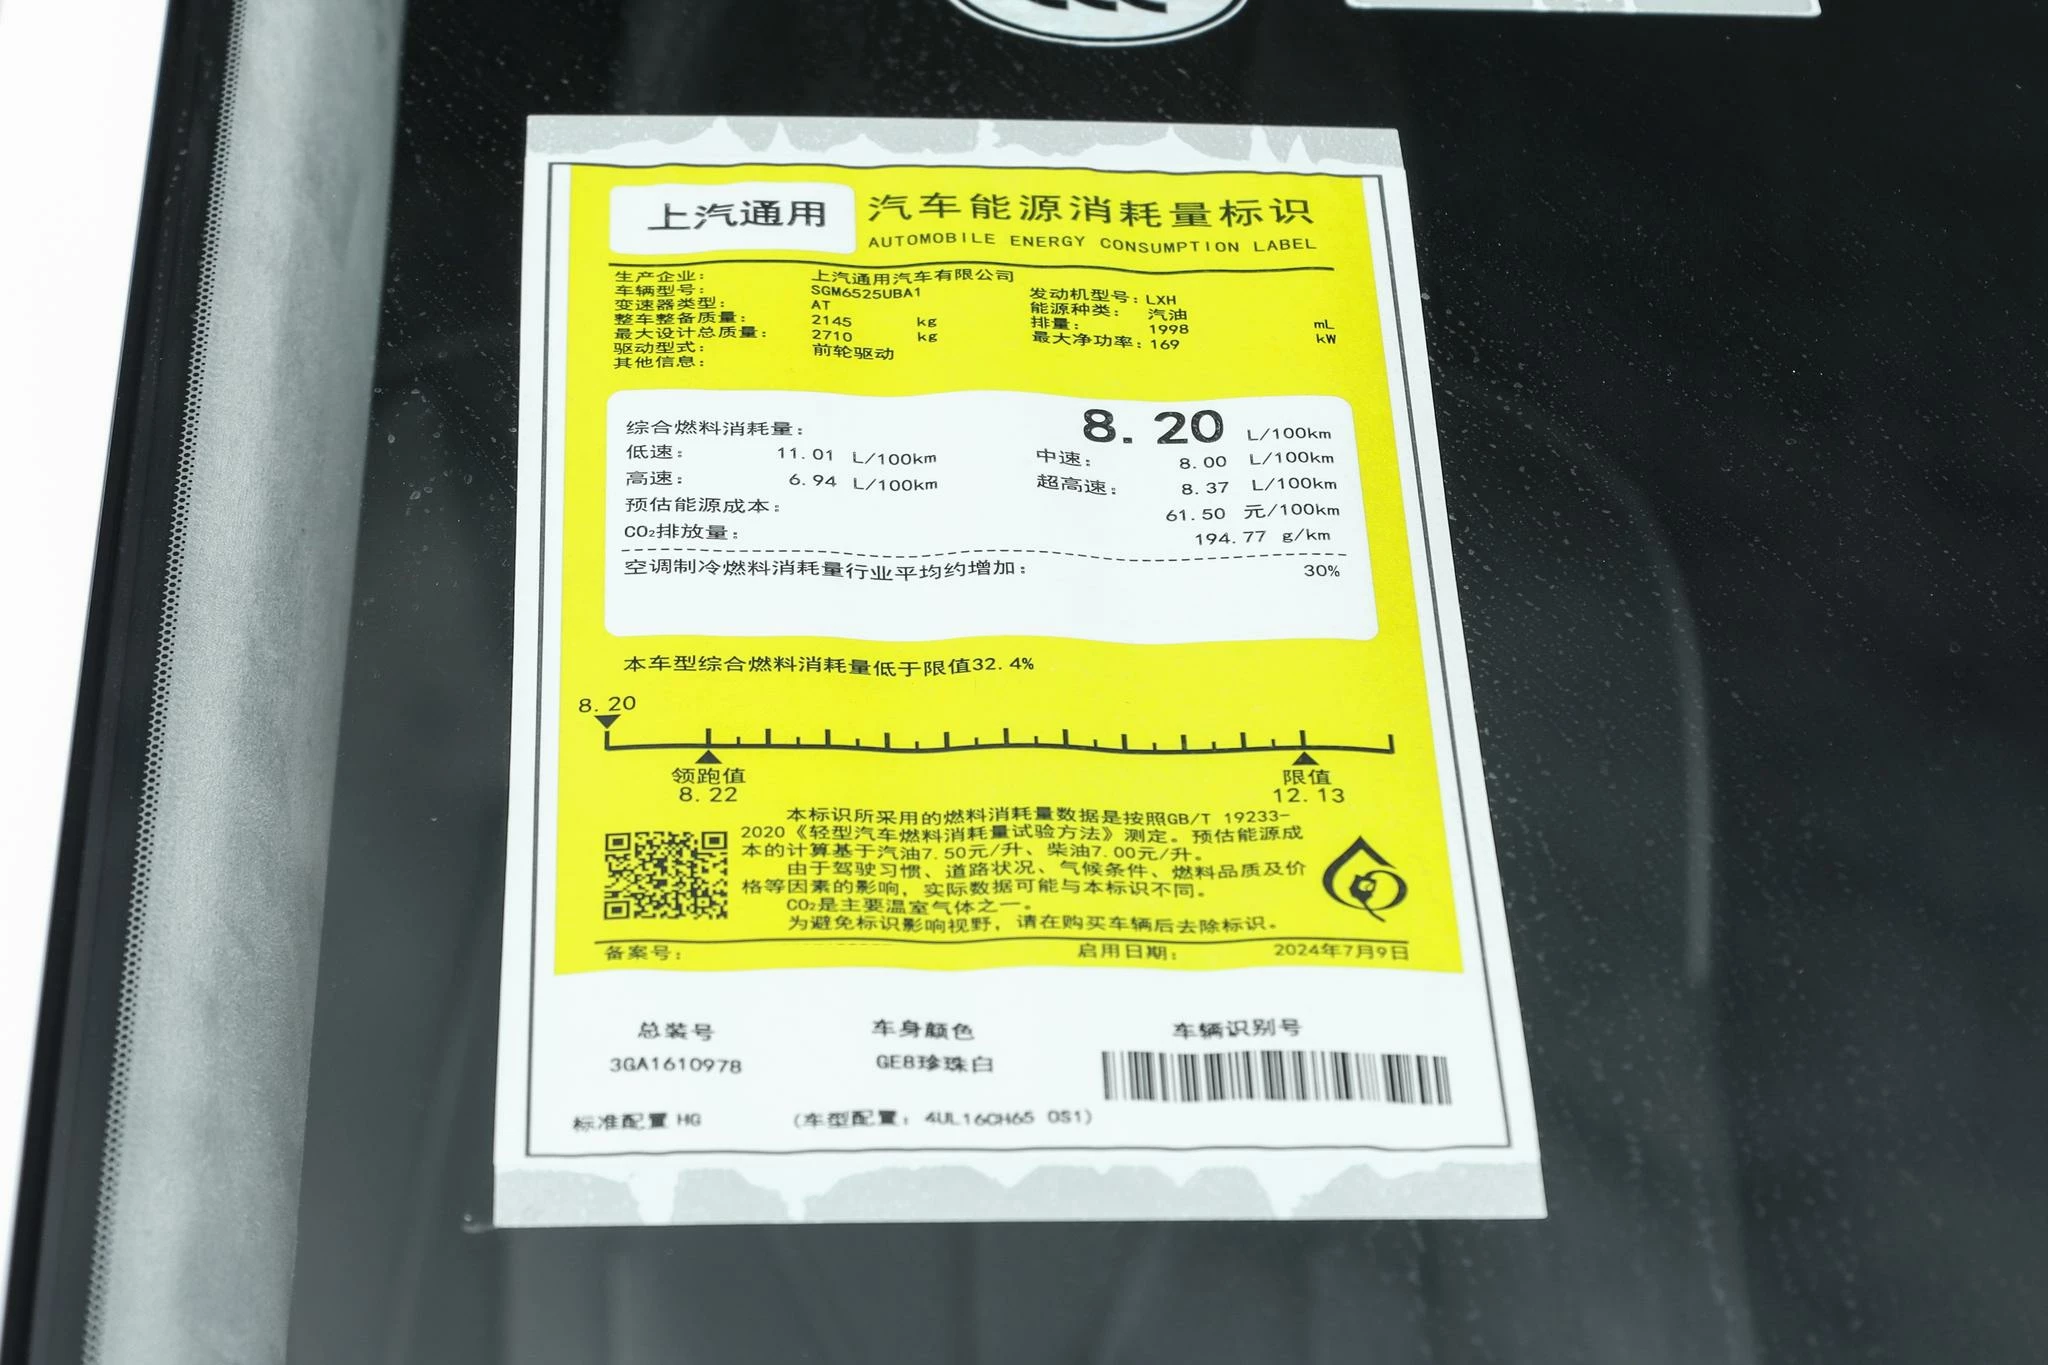 上汽通用
汽车能源消耗量标识
AUTOMOBILE ENERGY CONSUMPTION LABEL
生产企业: 上汽通用汽车有限公司
车辆型号: SGM6525UBA1 发动机型号: LXH
变速器类型: AT 能源种类: 汽油
整车整备质量: 2145 kg 排量: 1998 mL
最大设计总质量: 2710 kg 最大净功率: 169 kW
驱动型式: 前轮驱动
其他信息:
综合燃料消耗量: 8.20 L/100km
低速: 11.01 L/100km 中速: 8.00 L/100km
高速: 6.94 L/100km 超高速: 8.37 L/100km
预估能源成本: 61.50 元/100km
CO₂排放量: 194.77 g/km
空调制冷燃料消耗量行业平均约增加: 30%
本车型综合燃料消耗量低于限值32.4%
8.20
领跑值 限值
8.22 12.13
本标识所采用的燃料消耗量数据是按照GB/T 19233-
2020《轻型汽车燃料消耗量试验方法》测定。预估能源成
本的计算基于汽油7.50元/升、柴油7.00元/升。
由于驾驶习惯、道路状况、气候条件、燃料品质及价
格等因素的影响，实际数据可能与本标识不同。
CO₂是主要温室气体之一。
为避免标识影响视野，请在购买车辆后去除标识。
备案号: 启用日期: 2024年7月9日
总装号 车身颜色 车辆识别号
3GA1610978 GE8珍珠白
标准配置 HG (车型配置: 4UL16CH65 0S1)